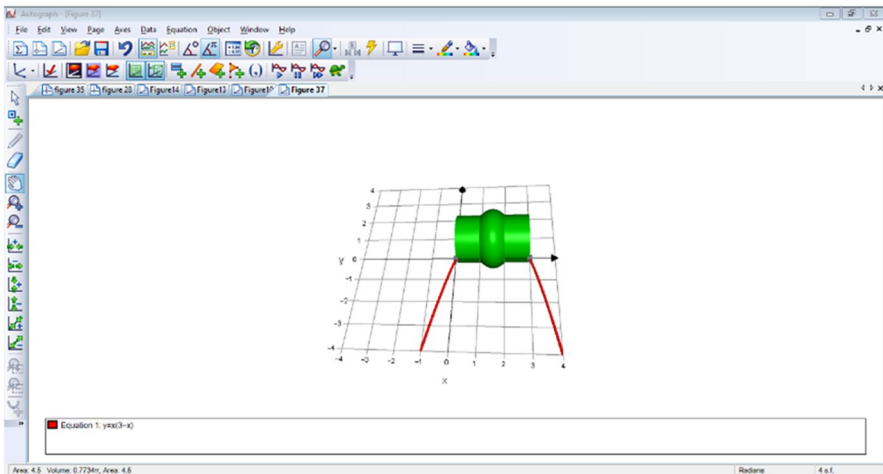 Autograph - [Figure 37]
File Edit View Page Axes Data Equation Object Window Help
figure 35 figure 28 Figure14 Figure13 Figure1 Figure 37
4
3
2
1
y 0
-1
-2
-3
-4
-4 -3 -2 -1 0 1 2 3 4
x
Equation 1: y=x(3-x)
Area: 4.5 Volume: 0.7734π, Area: 4.5 Radians 4 s.f.